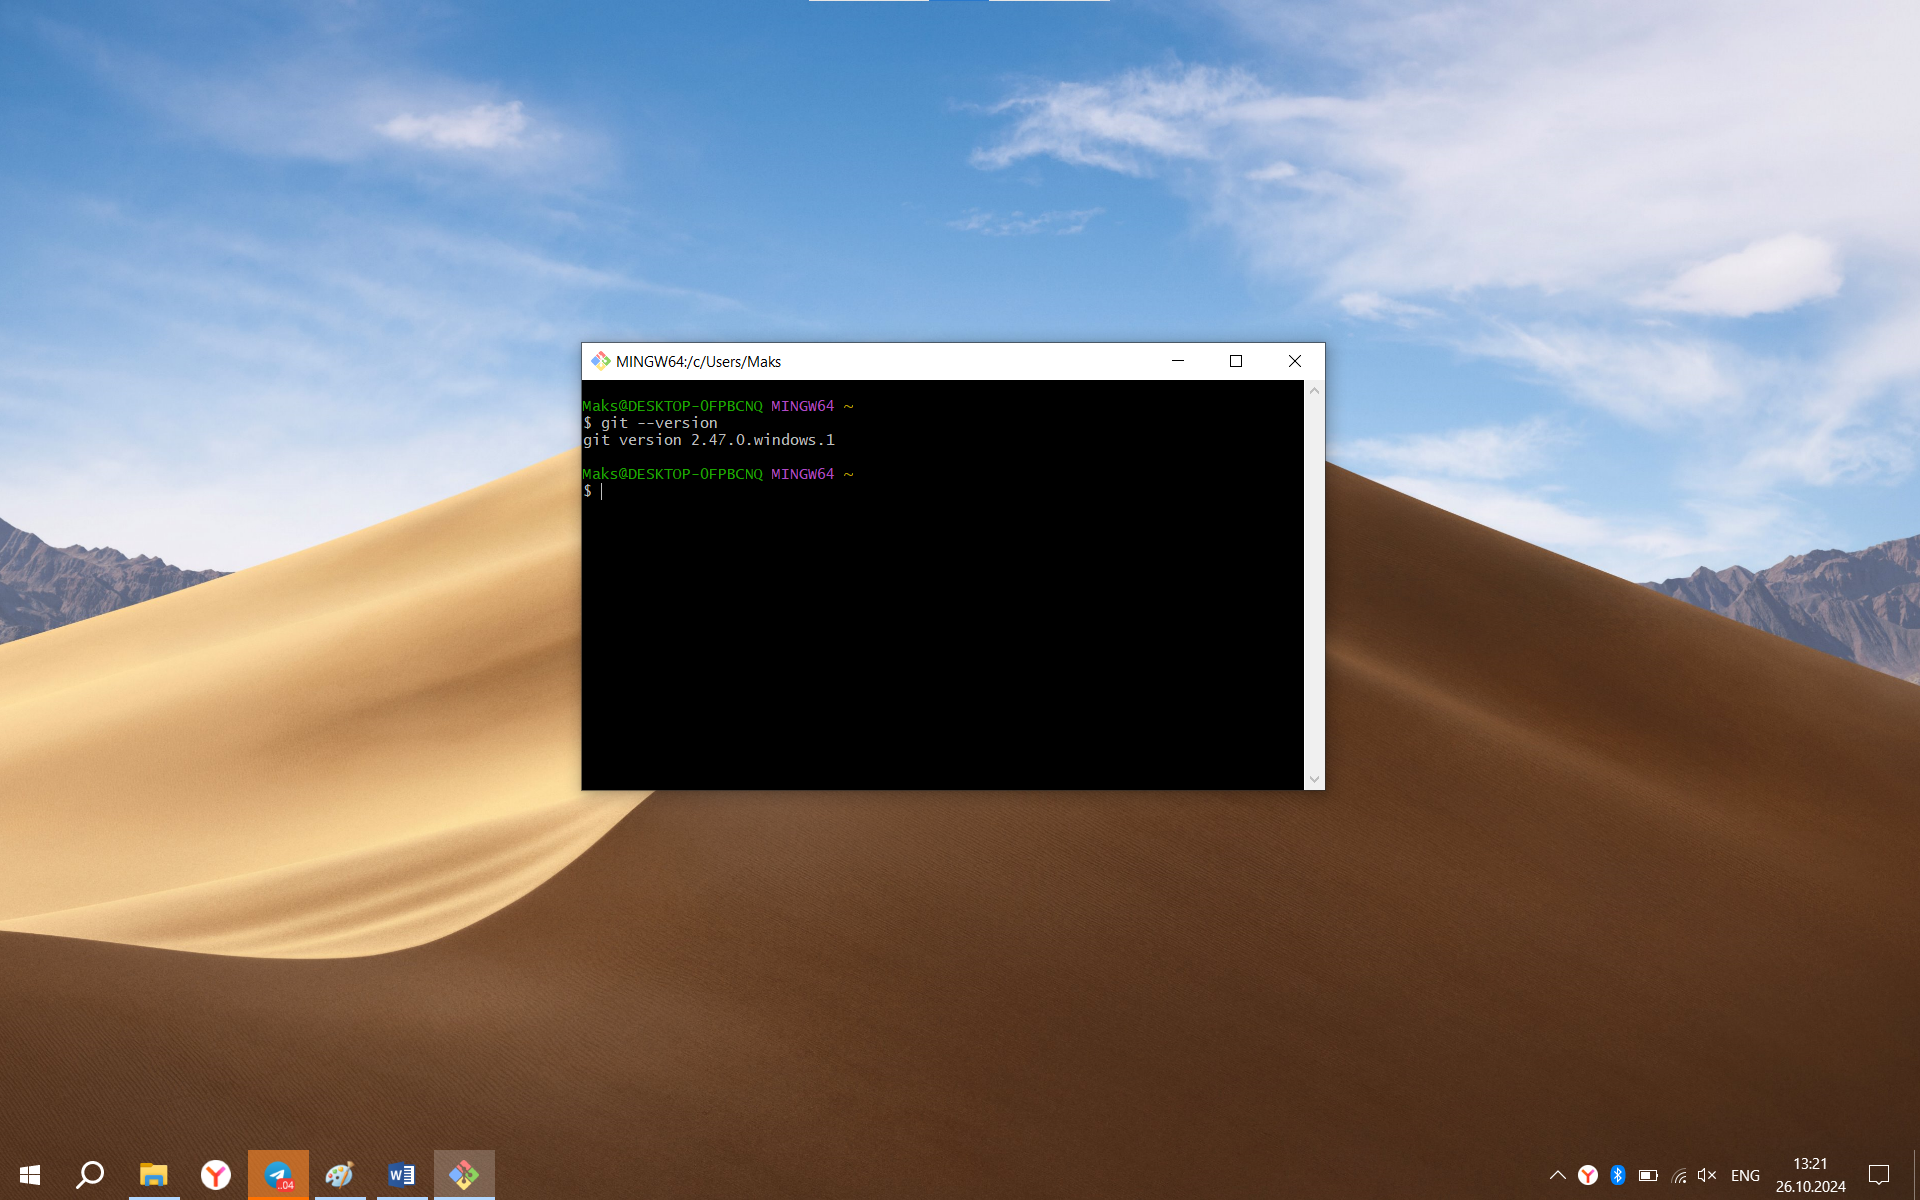 MINGW64:/c/Users/Maks
Maks@DESKTOP-0FPBCNQ MINGW64 ~
$ git --version
git version 2.47.0.windows.1
Maks@DESKTOP-0FPBCNQ MINGW64 ~
$
..04
W
ENG
13:21
26.10.2024